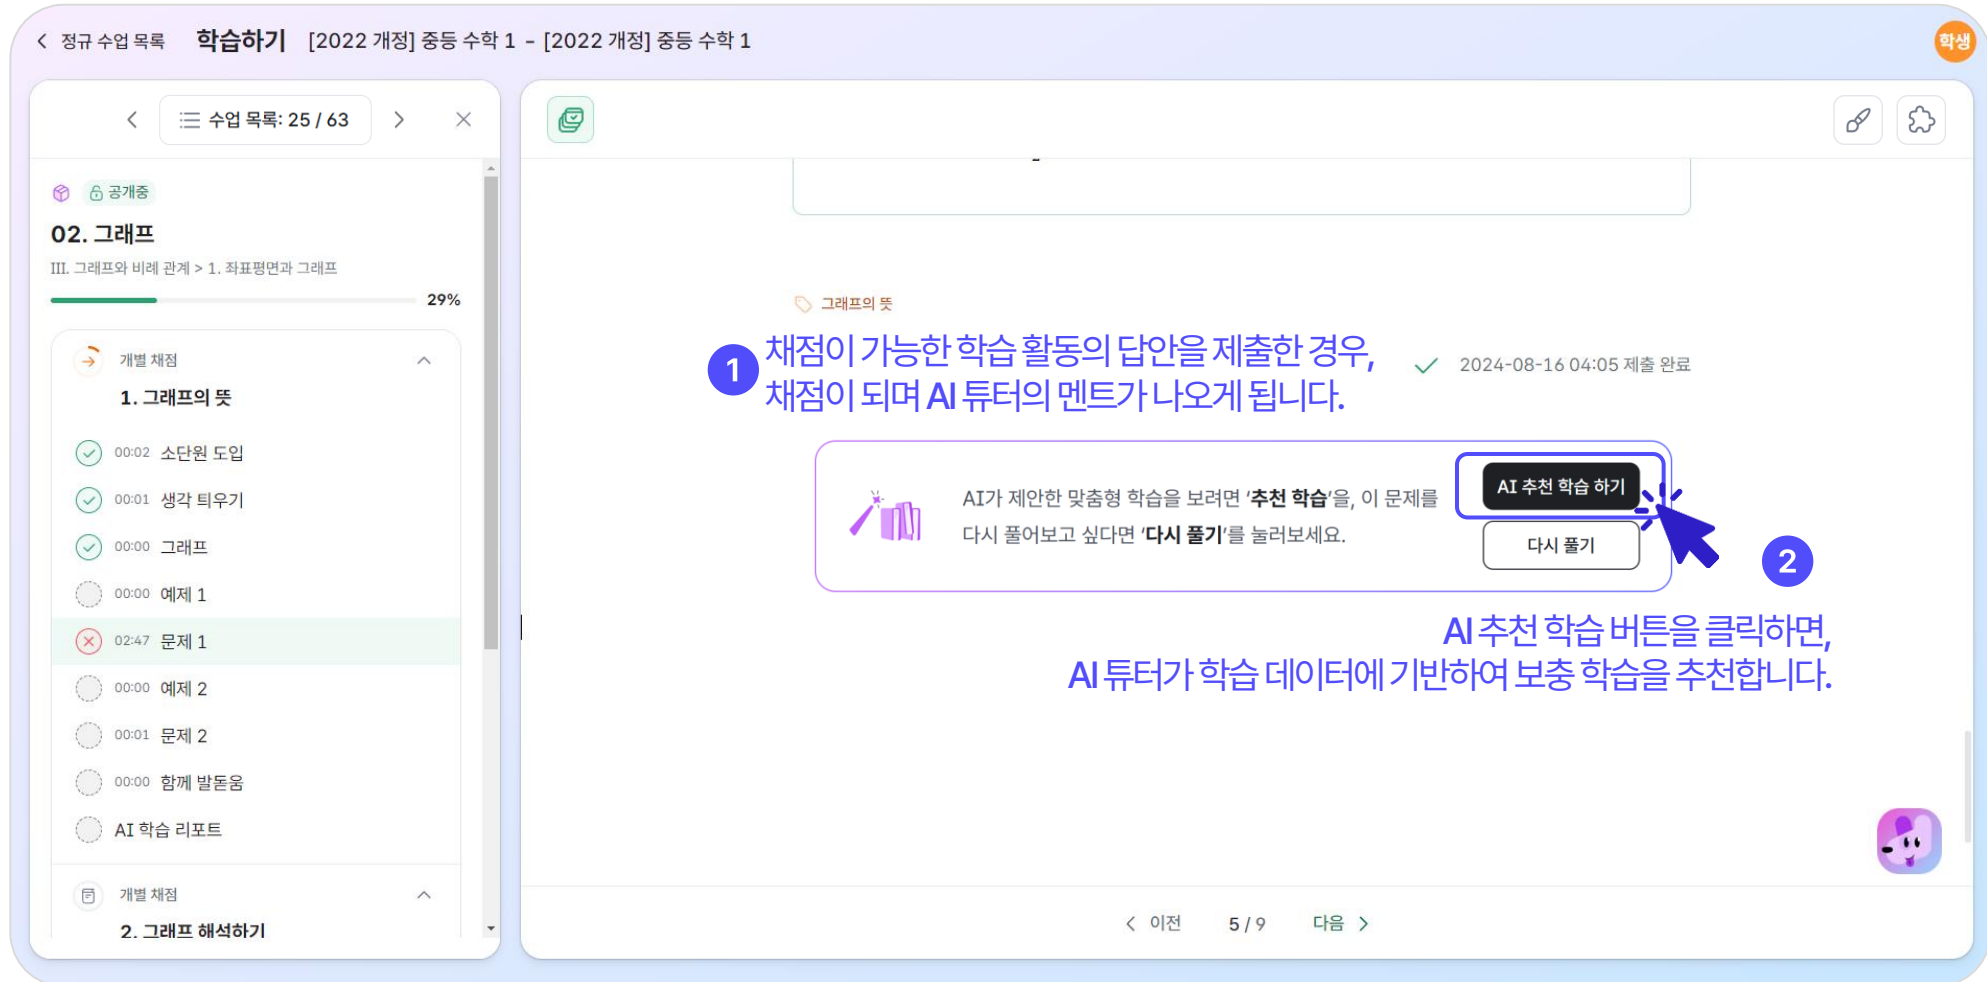 정규 수업 목록 학습하기 [2022 개정] 중등 수학 1 - [2022 개정] 중등 수학 1
학생
수업 목록: 25 / 63
공개중
02. 그래프
III. 그래프와 비례 관계 > 1. 좌표평면과 그래프
29%
개별 채점
1. 그래프의 뜻
00:02 소단원 도입
00:01 생각 틔우기
00:00 그래프
00:00 예제 1
02:47 문제 1
00:00 예제 2
00:01 문제 2
00:00 함께 발돋움
AI 학습 리포트
개별 채점
2. 그래프 해석하기
그래프의 뜻
1
채점이 가능한 학습 활동의 답안을 제출한 경우,
채점이 되며 AI 튜터의 멘트가 나오게 됩니다.
2024-08-16 04:05 제출 완료
AI가 제안한 맞춤형 학습을 보려면 '추천 학습'을, 이 문제를
다시 풀어보고 싶다면 '다시 풀기'를 눌러보세요.
AI 추천 학습 하기
다시 풀기
2
AI 추천 학습 버튼을 클릭하면,
AI 튜터가 학습 데이터에 기반하여 보충 학습을 추천합니다.
이전 5 / 9 다음